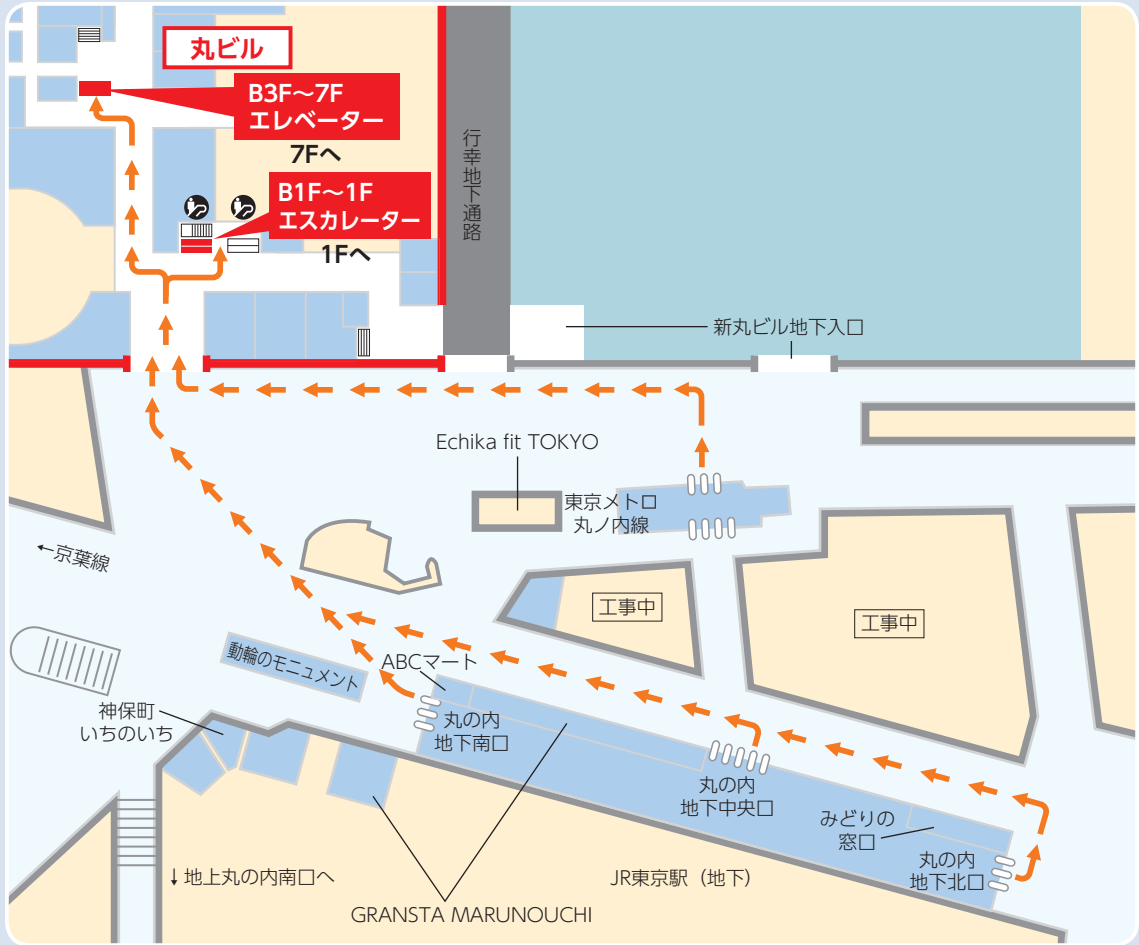 丸ビル
B3F～7F
エレベーター
7Fへ
B1F～1F
エスカレーター
1Fへ
行幸地下通路
新丸ビル地下入口
Echika fit TOKYO
東京メトロ
丸ノ内線
←京葉線
工事中
工事中
動輪のモニュメント
ABCマート
神保町
いちのいち
丸の内
地下南口
丸の内
地下中央口
みどりの
窓口
丸の内
地下北口
↓地上丸の内南口へ
JR東京駅（地下）
GRANSTA MARUNOUCHI